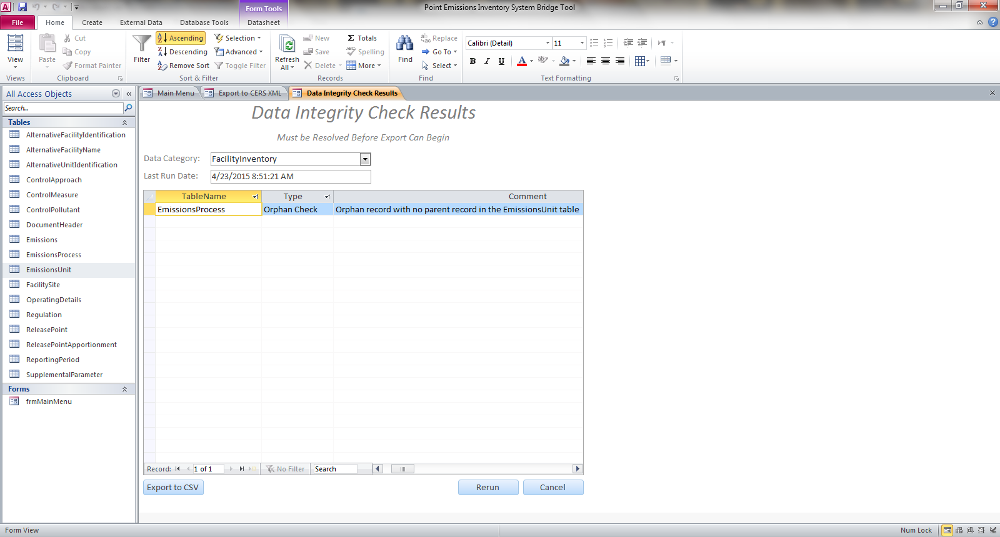 Form Tools
Point Emissions Inventory System Bridge Tool
File Home Create External Data Database Tools Datasheet
View
Views
Paste
Cut
Copy
Format Painter
Clipboard
Filter
Ascending
Descending
Remove Sort
Selection
Advanced
Toggle Filter
Sort & Filter
Refresh
All
New
Save
Delete
Totals
Spelling
More
Records
Find
Replace
Go To
Select
Find
Calibri (Detail) 11
B I U A
Text Formatting
All Access Objects
Search...
Tables
AlternativeFacilityIdentification
AlternativeFacilityName
AlternativeUnitIdentification
ControlApproach
ControlMeasure
ControlPollutant
DocumentHeader
Emissions
EmissionsProcess
EmissionsUnit
FacilitySite
OperatingDetails
Regulation
ReleasePoint
ReleasePointApportionment
ReportingPeriod
SupplementalParameter
Forms
frmMainMenu
Main Menu Export to CERS XML Data Integrity Check Results
Data Integrity Check Results
Must be Resolved Before Export Can Begin
Data Category: FacilityInventory
Last Run Date: 4/23/2015 8:51:21 AM
TableName Type Comment
EmissionsProcess Orphan Check Orphan record with no parent record in the EmissionsUnit table
Record: 1 of 1 No Filter Search
Export to CSV Rerun Cancel
Form View Num Lock